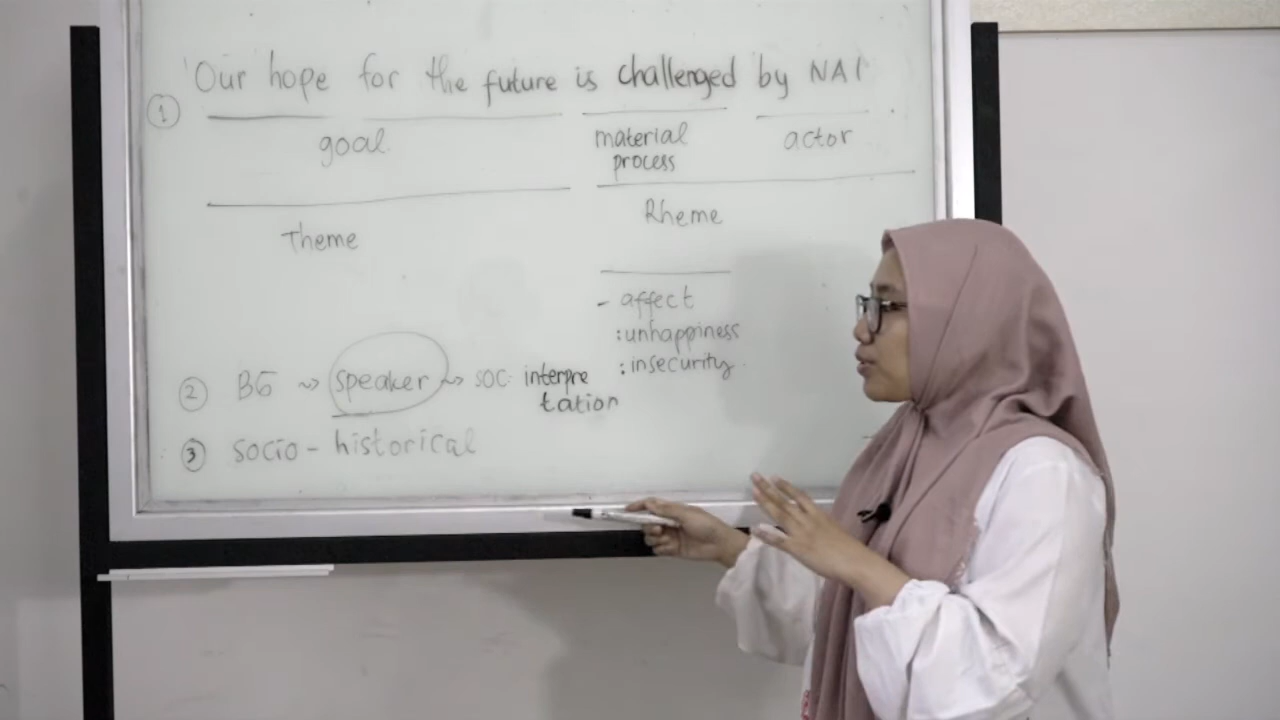 'Our hope for the future is challenged by NAI'
① goal. material process actor
Theme Rheme
- affect
: unhappiness
: insecurity.
② BG ~> speaker ~> soc. interpre
tation
③ socio - historical